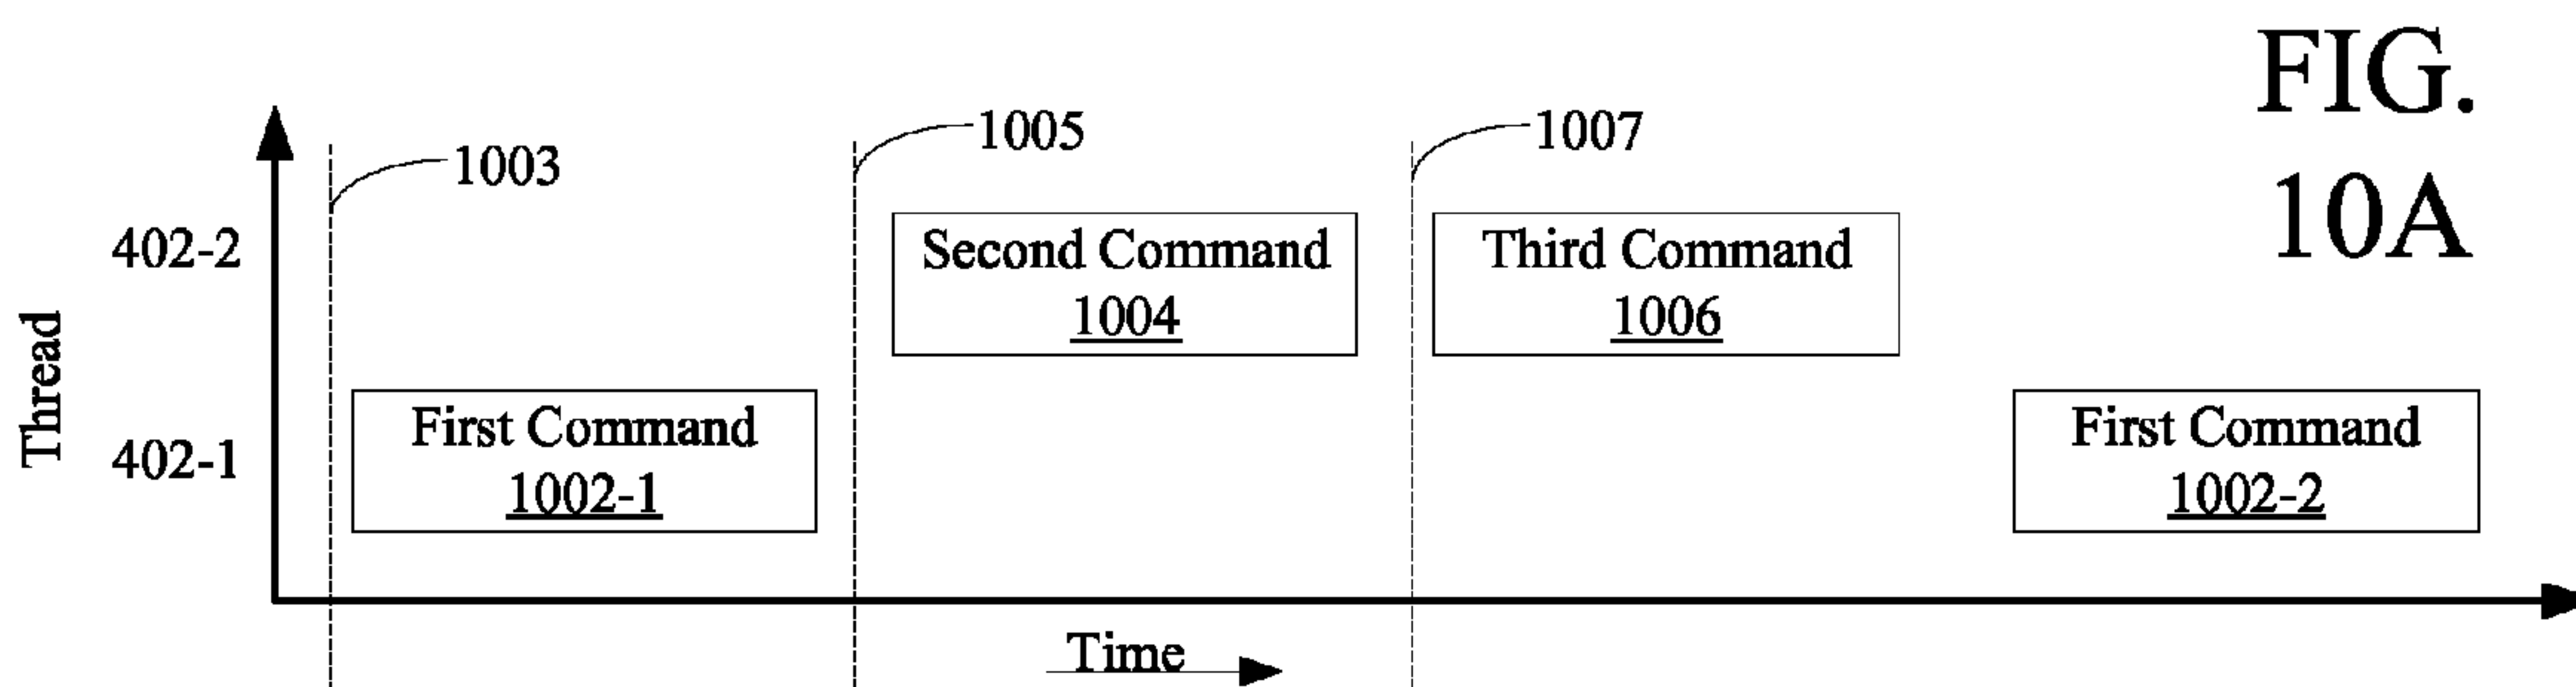 FIG.
10A
1003
1005
1007
402-2
Second Command
1004
Third Command
1006
Thread
402-1
First Command
1002-1
First Command
1002-2
Time